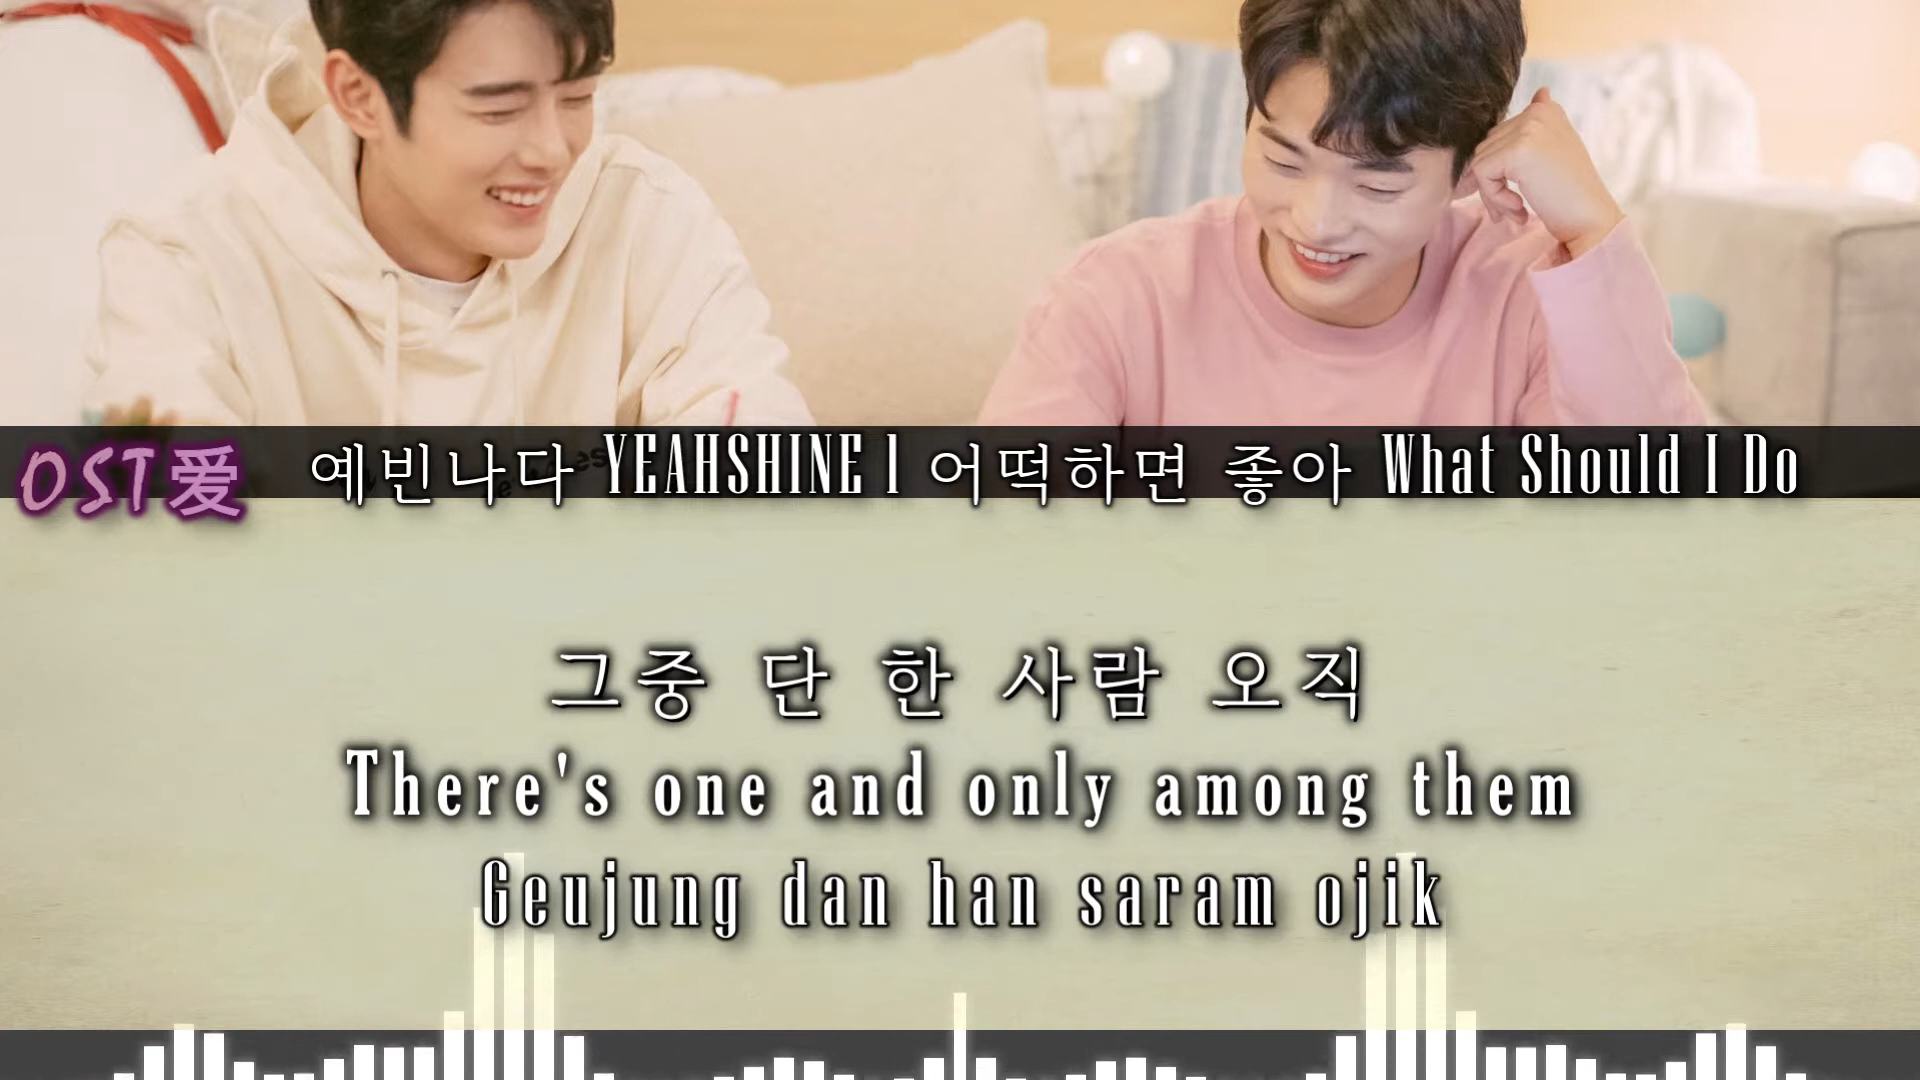 OST爱 예빈나다 YEAHSHINE l 어떡하면 좋아 What Should I Do
그중 단 한 사람 오직
There's one and only among them
Geujung dan han saram ojik